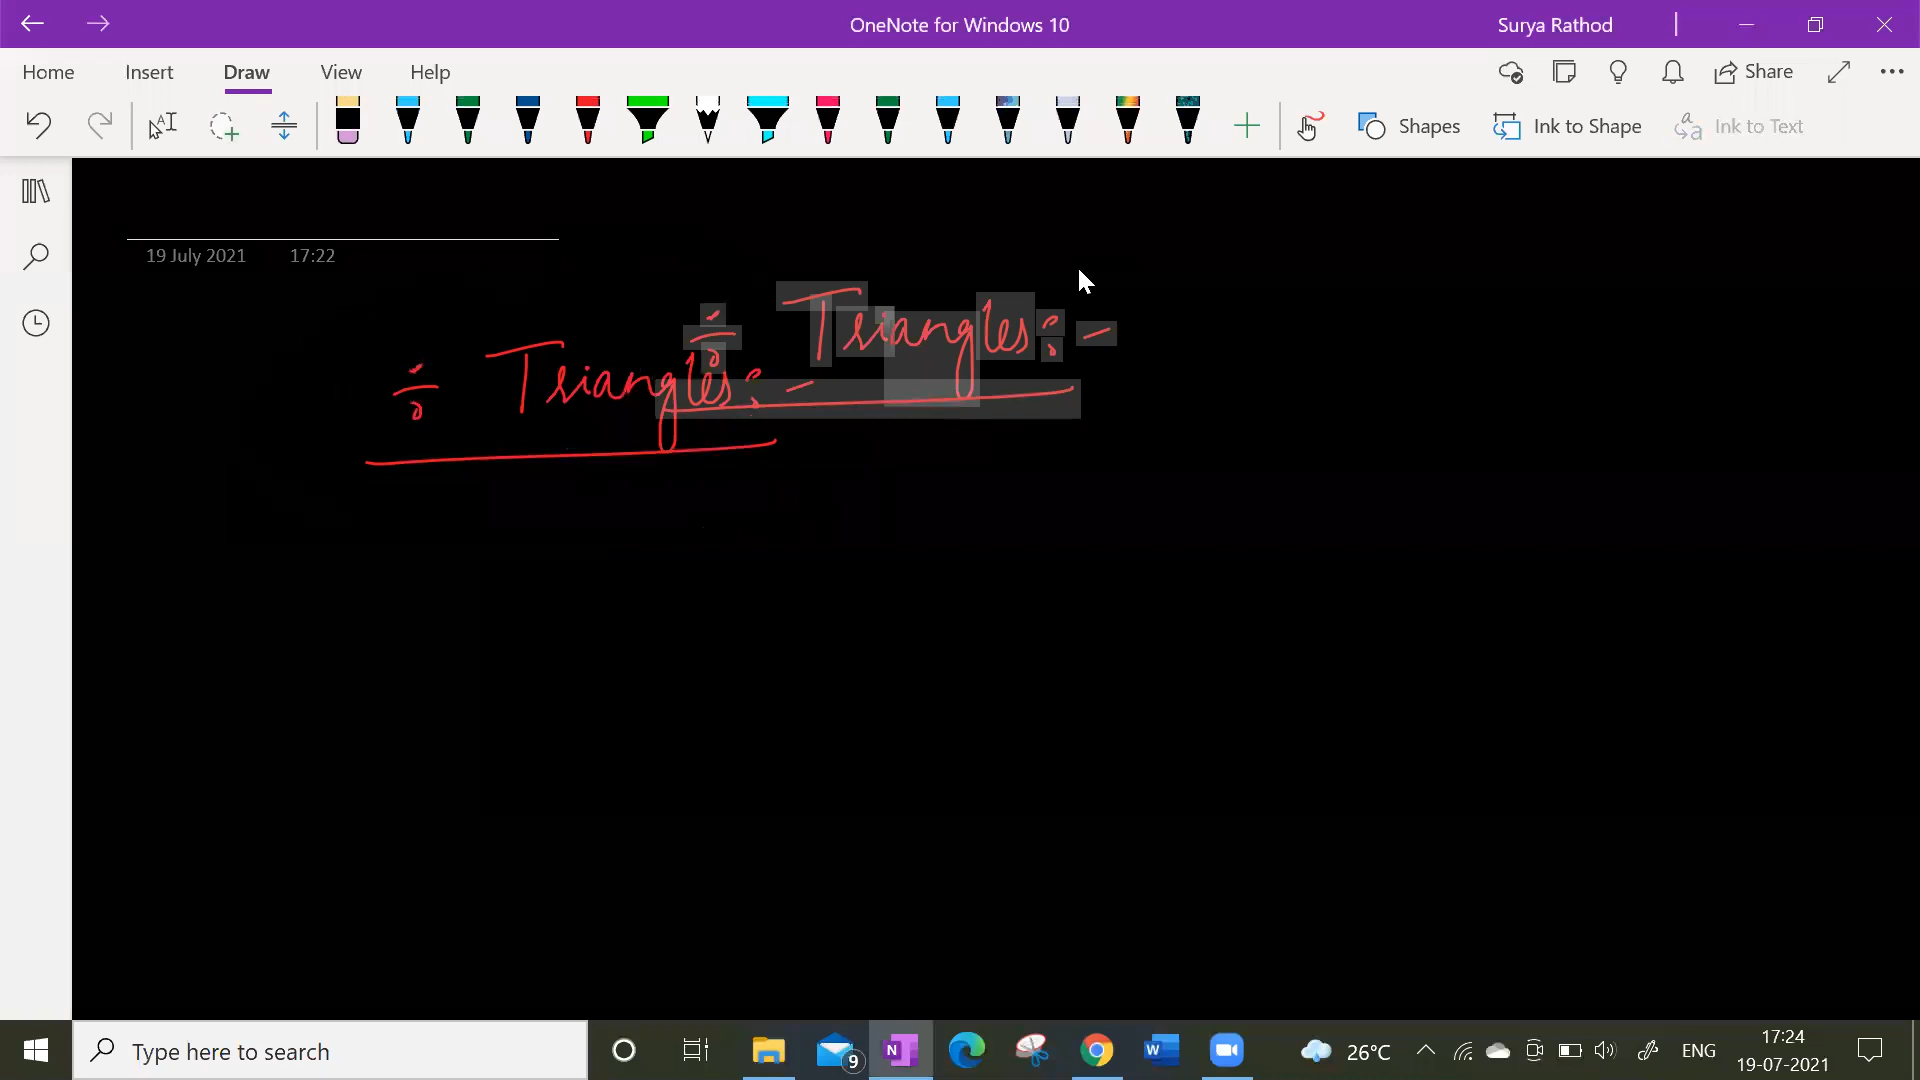 OneNote for Windows 10
Surya Rathod
Home Insert Draw View Help
Share
Shapes Ink to Shape Ink to Text
19 July 2021 17:22
÷ Triangles:-
÷ Triangles:-
Type here to search
9
26°C
ENG
17:24
19-07-2021